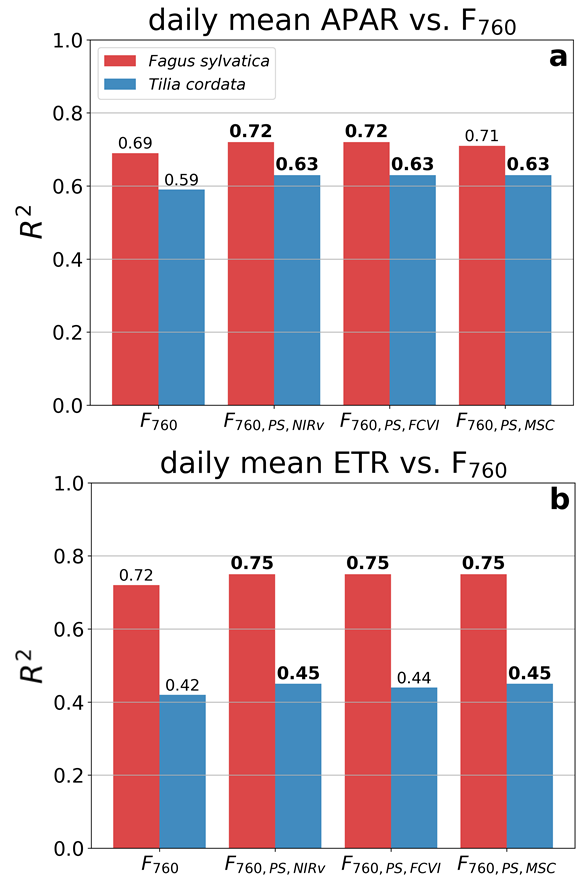 daily mean APAR vs. F760
a
Fagus sylvatica
Tilia cordata
1.0
0.8
0.6
0.4
0.2
0.0
R2
0.69
0.59
0.72
0.63
0.72
0.63
0.71
0.63
F760
F760, PS, NIRv
F760, PS, FCVI
F760, PS, MSC
daily mean ETR vs. F760
b
1.0
0.8
0.6
0.4
0.2
0.0
R2
0.72
0.42
0.75
0.45
0.75
0.44
0.75
0.45
F760
F760, PS, NIRv
F760, PS, FCVI
F760, PS, MSC